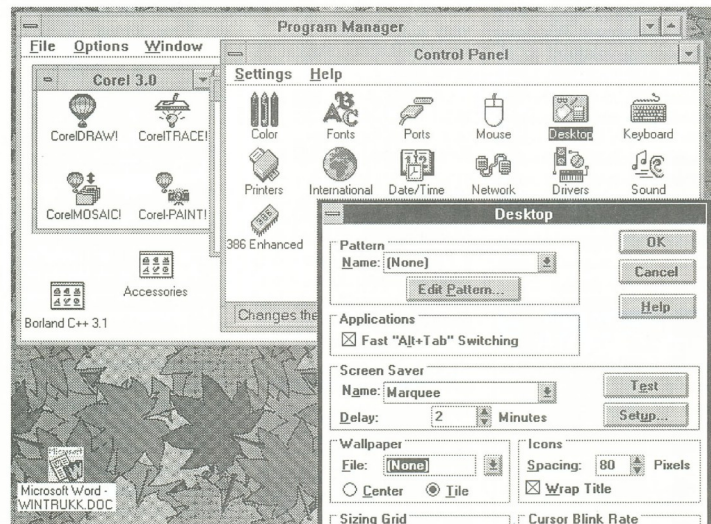 Program Manager
File Options Window
Corel 3.0
CorelDRAW!
CorelTRACE!
CorelMOSAIC!
Corel-PAINT!
Accessories
Borland C++ 3.1
Control Panel
Settings Help
Color
Fonts
Ports
Mouse
Desktop
Keyboard
Printers
International
Date/Time
Network
Drivers
Sound
386 Enhanced
Changes the
Desktop
Pattern
Name: (None)
Edit Pattern...
OK
Cancel
Help
Applications
Fast "Alt+Tab" Switching
Screen Saver
Name: Marquee
Delay: 2 Minutes
Test
Setup...
Wallpaper
File: (None)
Center Tile
Icons
Spacing: 80 Pixels
Wrap Title
Sizing Grid
Cursor Blink Rate
Microsoft
Microsoft Word -
WINTRUKK.DOC